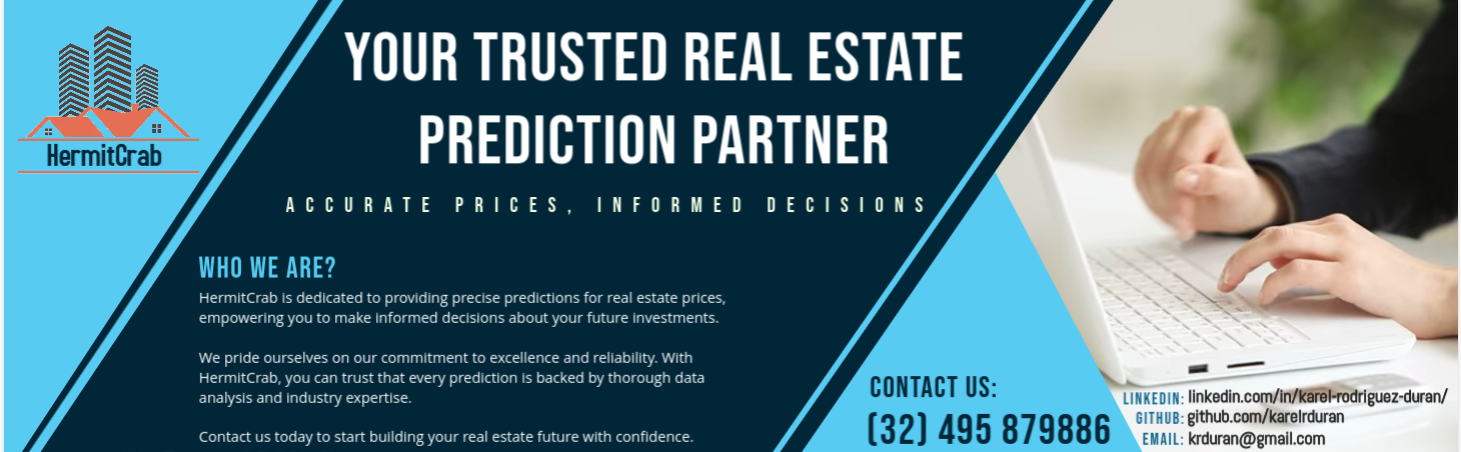 HermitCrab
YOUR TRUSTED REAL ESTATE
PREDICTION PARTNER
ACCURATE PRICES, INFORMED DECISIONS
WHO WE ARE?
HermitCrab is dedicated to providing precise predictions for real estate prices,
empowering you to make informed decisions about your future investments.
We pride ourselves on our commitment to excellence and reliability. With
HermitCrab, you can trust that every prediction is backed by thorough data
analysis and industry expertise.
Contact us today to start building your real estate future with confidence.
CONTACT US:
(32) 495 879886
LINKEDIN: linkedin.com/in/karel-rodriguez-duran/
GITHUB: github.com/karelrduran
EMAIL: krduran@gmail.com